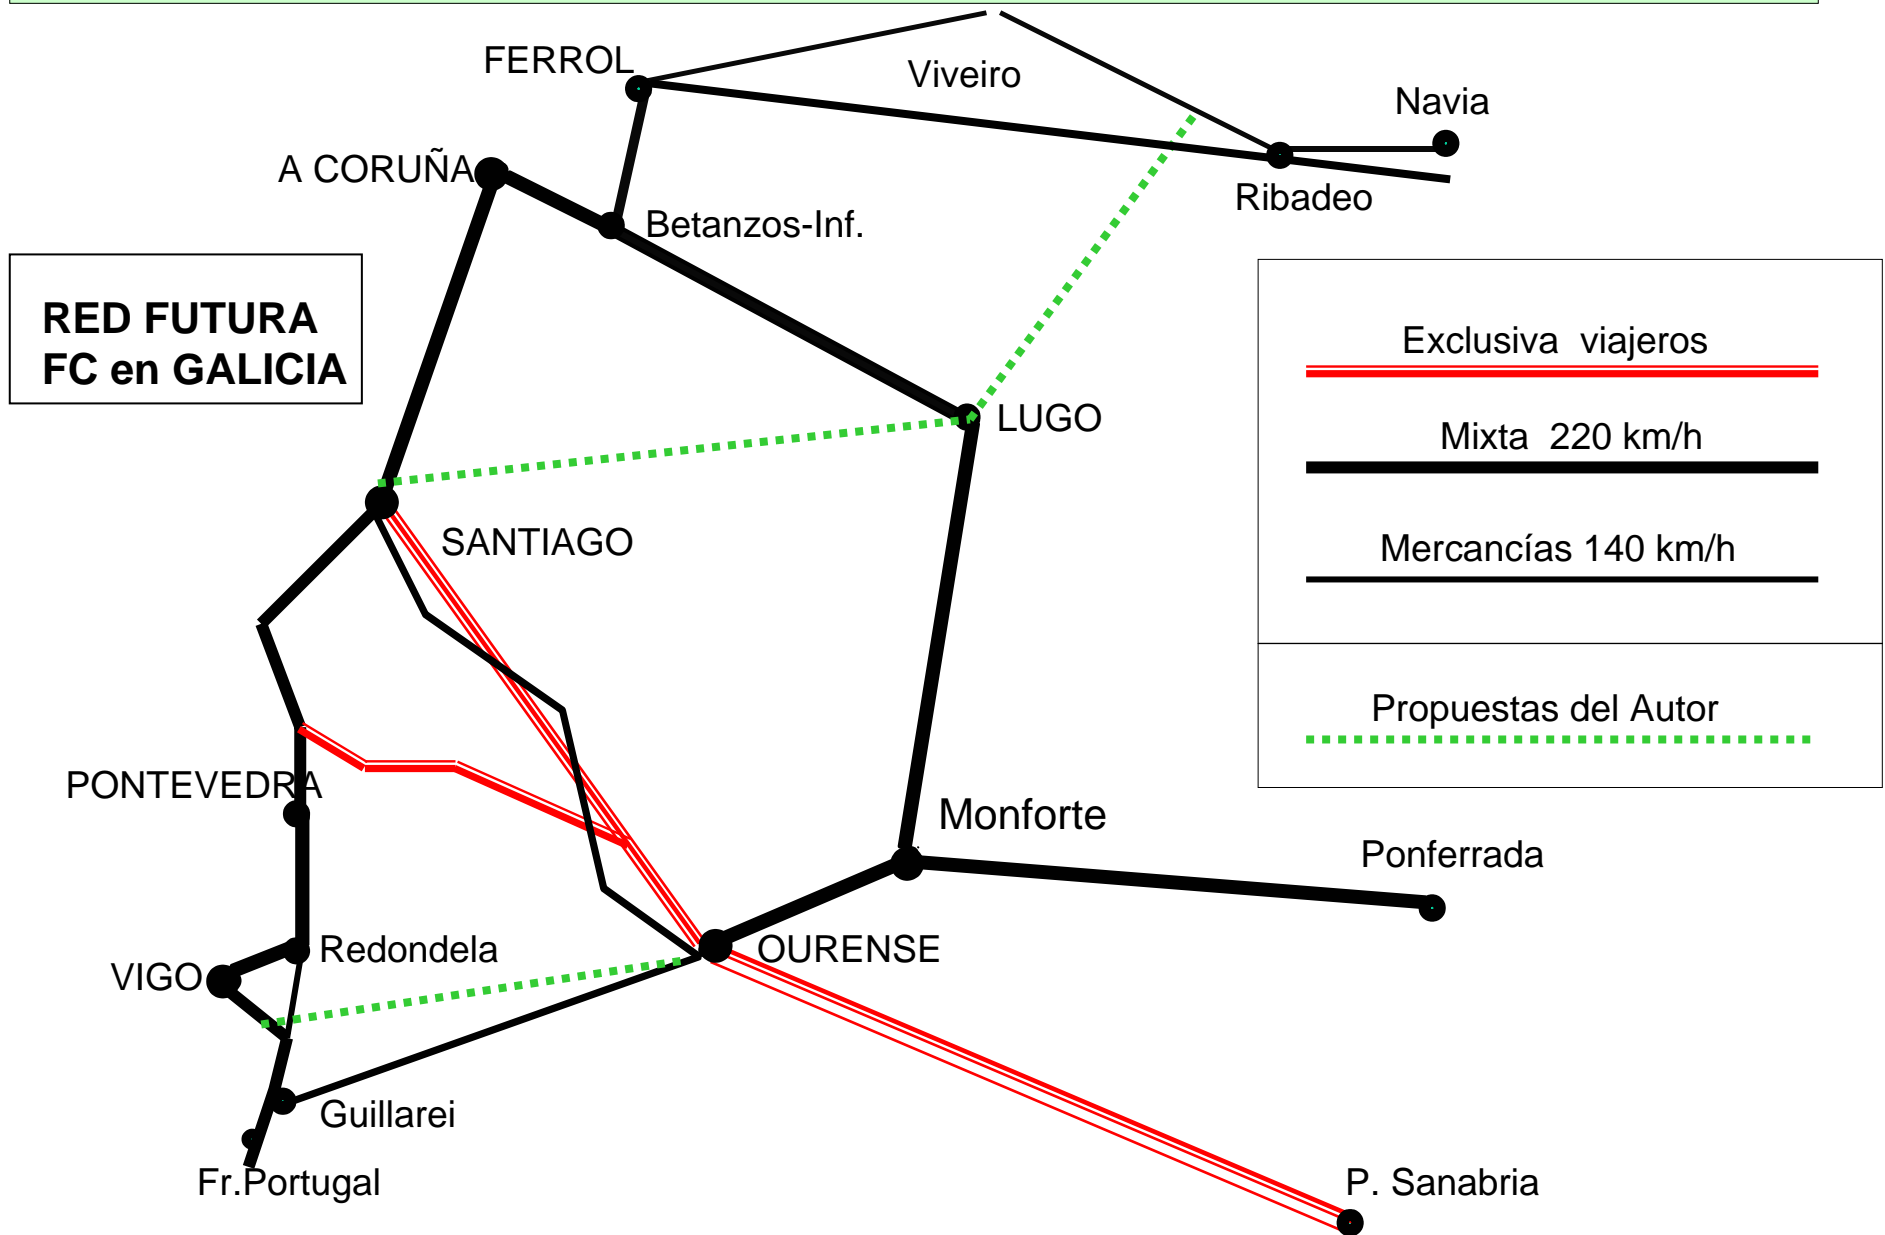 FERROL
Viveiro
Navia
A CORUÑA
Ribadeo
Betanzos-Inf.
RED FUTURA
FC en GALICIA
Exclusiva viajeros
LUGO
Mixta 220 km/h
SANTIAGO
Mercancías 140 km/h
Propuestas del Autor
PONTEVEDRA
Monforte
Ponferrada
Redondela
OURENSE
VIGO
Guillarei
Fr.Portugal
P. Sanabria